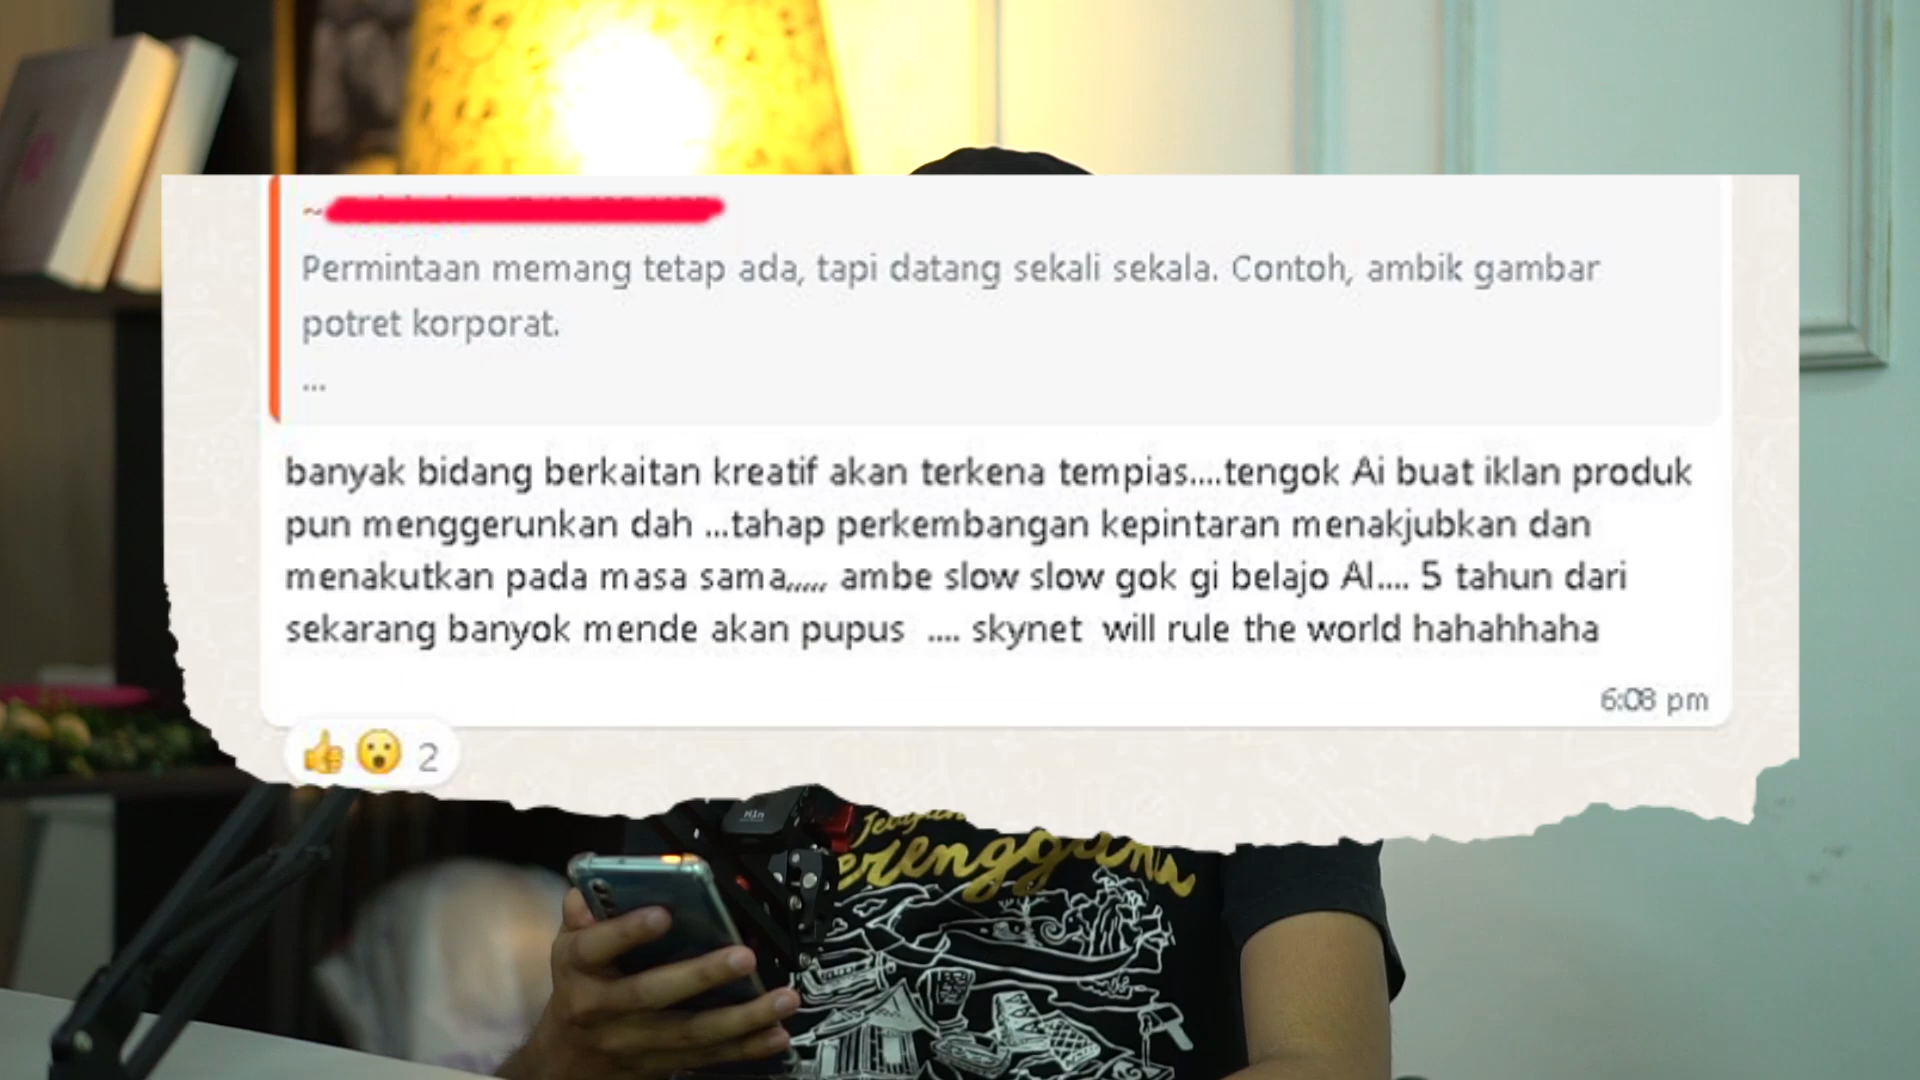 ~
Permintaan memang tetap ada, tapi datang sekali sekala. Contoh, ambik gambar
potret korporat.
...
banyak bidang berkaitan kreatif akan terkena tempias....tengok Ai buat iklan produk
pun menggerunkan dah ...tahap perkembangan kepintaran menakjubkan dan
menakutkan pada masa sama,,,,, ambe slow slow gok gi belajo AI.... 5 tahun dari
sekarang banyok mende akan pupus .... skynet will rule the world hahahhaha
6:08 pm
👍😮 2